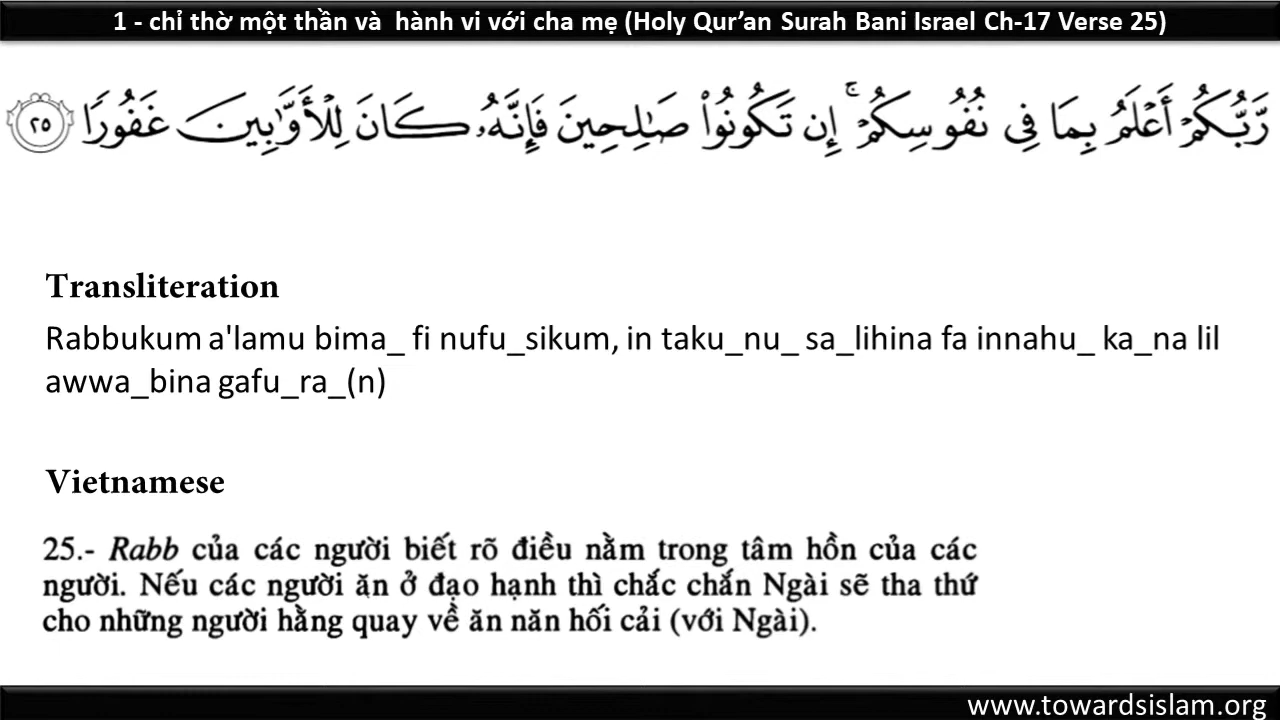 1 - chỉ thờ một thần và hành vi với cha mẹ (Holy Qur’an Surah Bani Israel Ch-17 Verse 25)
رَّبُّكُمْ أَعْلَمُ بِمَا فِى نُفُوسِكُمْ ۚ إِن تَكُونُوا۟ صَـٰلِحِينَ فَإِنَّهُۥ كَانَ لِلْأَوَّٰبِينَ غَفُورًا ٢٥
Transliteration
Rabbukum a'lamu bima_ fi nufu_sikum, in taku_nu_ sa_lihina fa innahu_ ka_na lil
awwa_bina gafu_ra_(n)
Vietnamese
25.- Rabb của các người biết rõ điều nằm trong tâm hồn của các
người. Nếu các người ặn ở đạo hạnh thì chắc chắn Ngài sẽ tha thứ
cho những người hằng quay về ăn năn hối cải (với Ngài).
www.towardsislam.org